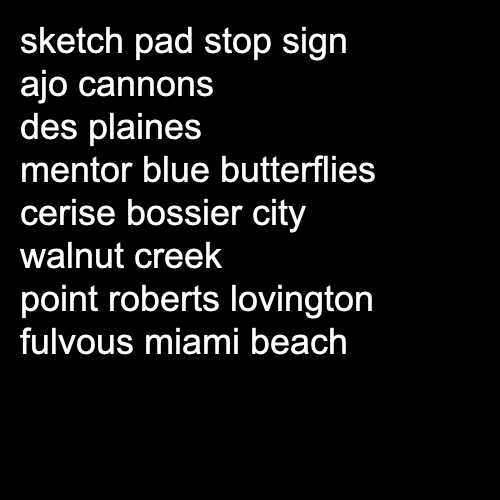 sketch pad stop sign
ajo cannons
des plaines
mentor blue butterflies
cerise bossier city
walnut creek
point roberts lovington
fulvous miami beach